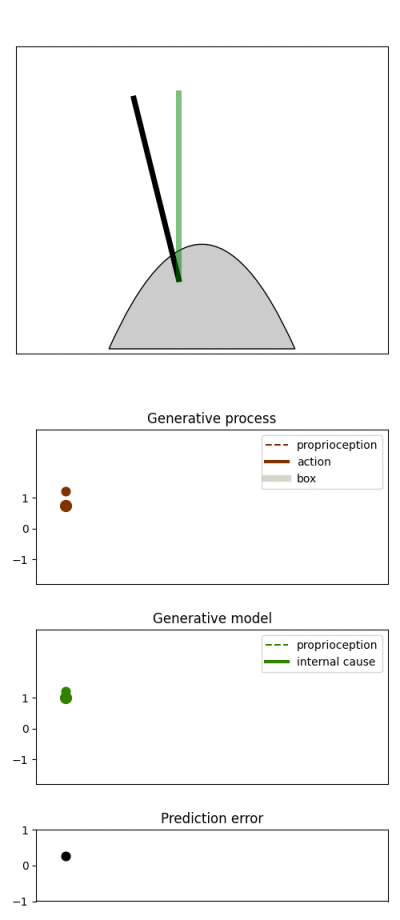 Generative process
proprioception
action
box
1
0
−1
Generative model
proprioception
internal cause
1
0
−1
Prediction error
1
0
−1